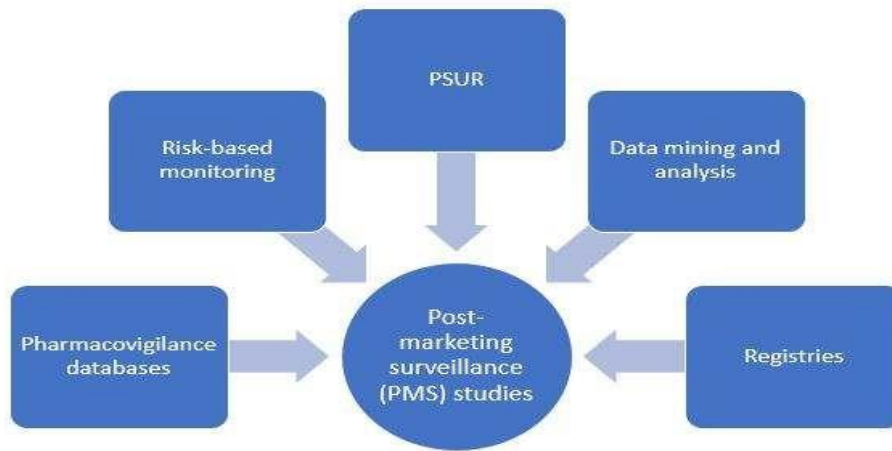 PSUR
Risk-based
monitoring
Data mining and
analysis
Pharmacovigilance
databases
Post-
marketing
surveillance
(PMS) studies
Registries